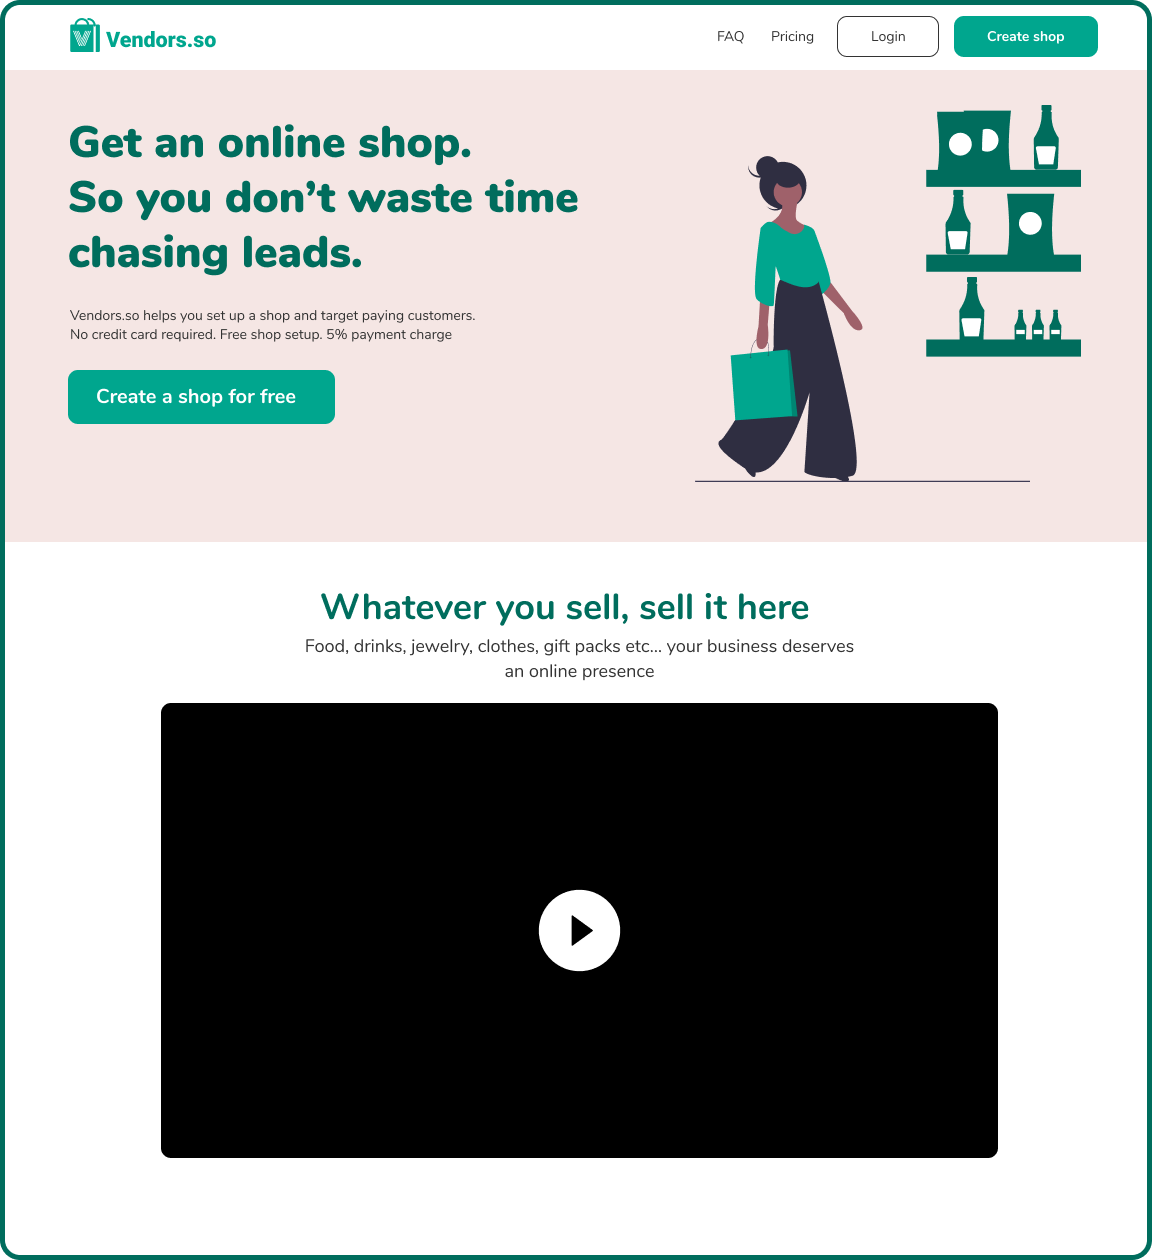 Vendors.so
FAQ
Pricing
Login
Create shop
Get an online shop.
So you don’t waste time
chasing leads.
Vendors.so helps you set up a shop and target paying customers.
No credit card required. Free shop setup. 5% payment charge
Create a shop for free
Whatever you sell, sell it here
Food, drinks, jewelry, clothes, gift packs etc... your business deserves
an online presence